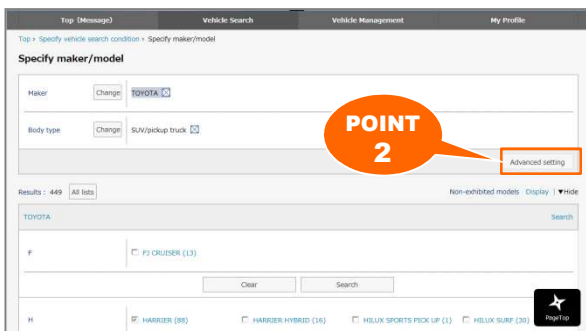 Top (Message) Vehicle Search Vehicle Management My Profile
Top › Specify vehicle search condition › Specify maker/model
Specify maker/model
Maker Change TOYOTA
Body type Change SUV/pickup truck
POINT
2
Advanced setting
Results : 449 All lists Non-exhibited models Display | ▼Hide
TOYOTA Search
F FJ CRUISER (13)
Clear Search
H HARRIER (88) HARRIER HYBRID (16) HILUX SPORTS PICK UP (1) HILUX SURF (30)
PageTop